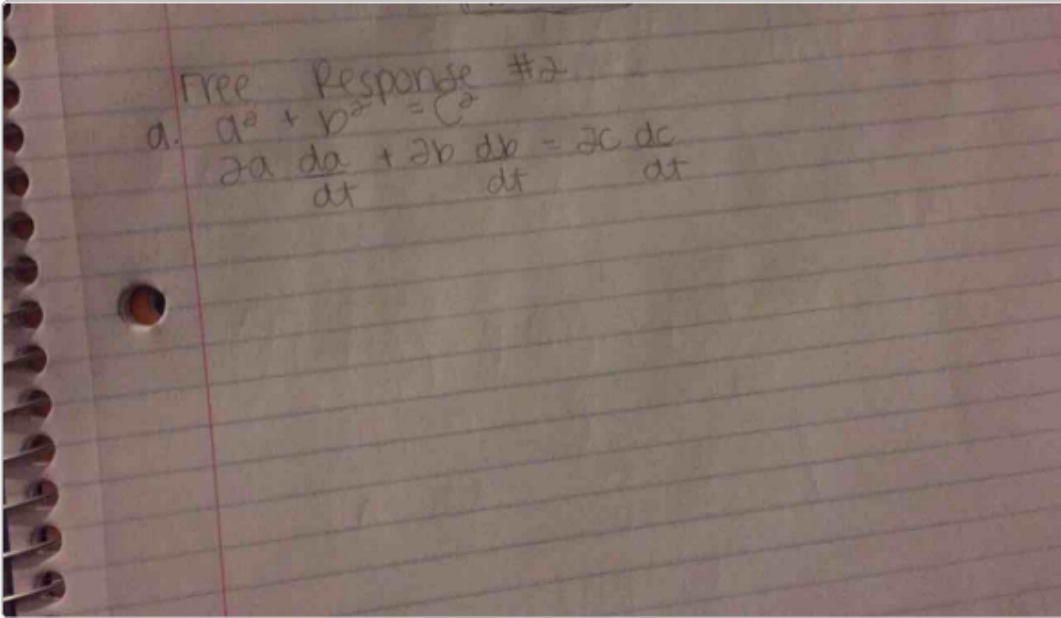 Free Response #2
a. a² + b² = c²
2a da/dt + 2b db/dt = 2c dc/dt